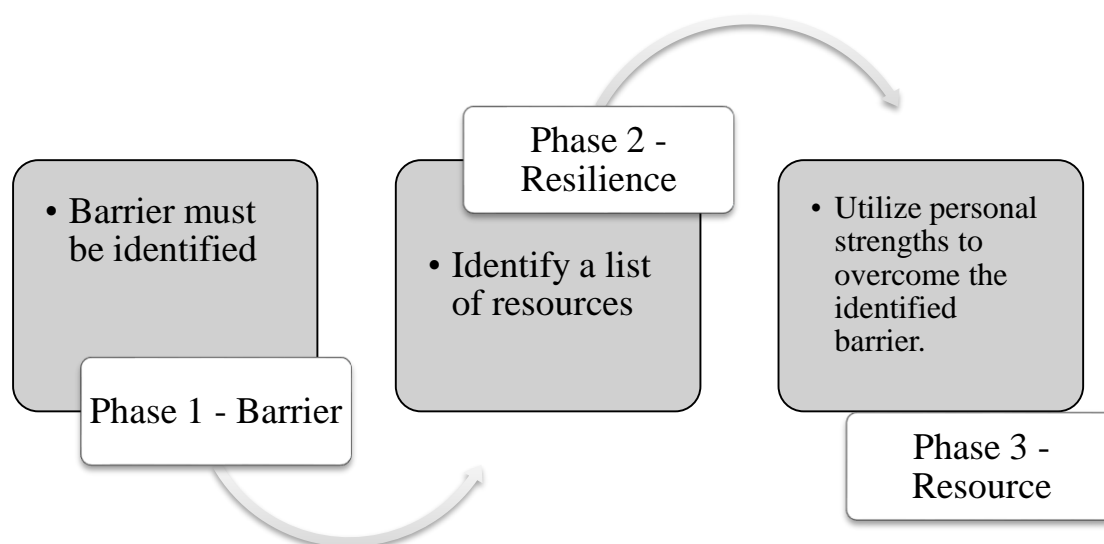 • Barrier must
be identified
Phase 1 - Barrier
Phase 2 -
Resilience
• Identify a list
of resources
• Utilize personal
strengths to
overcome the
identified
barrier.
Phase 3 -
Resource